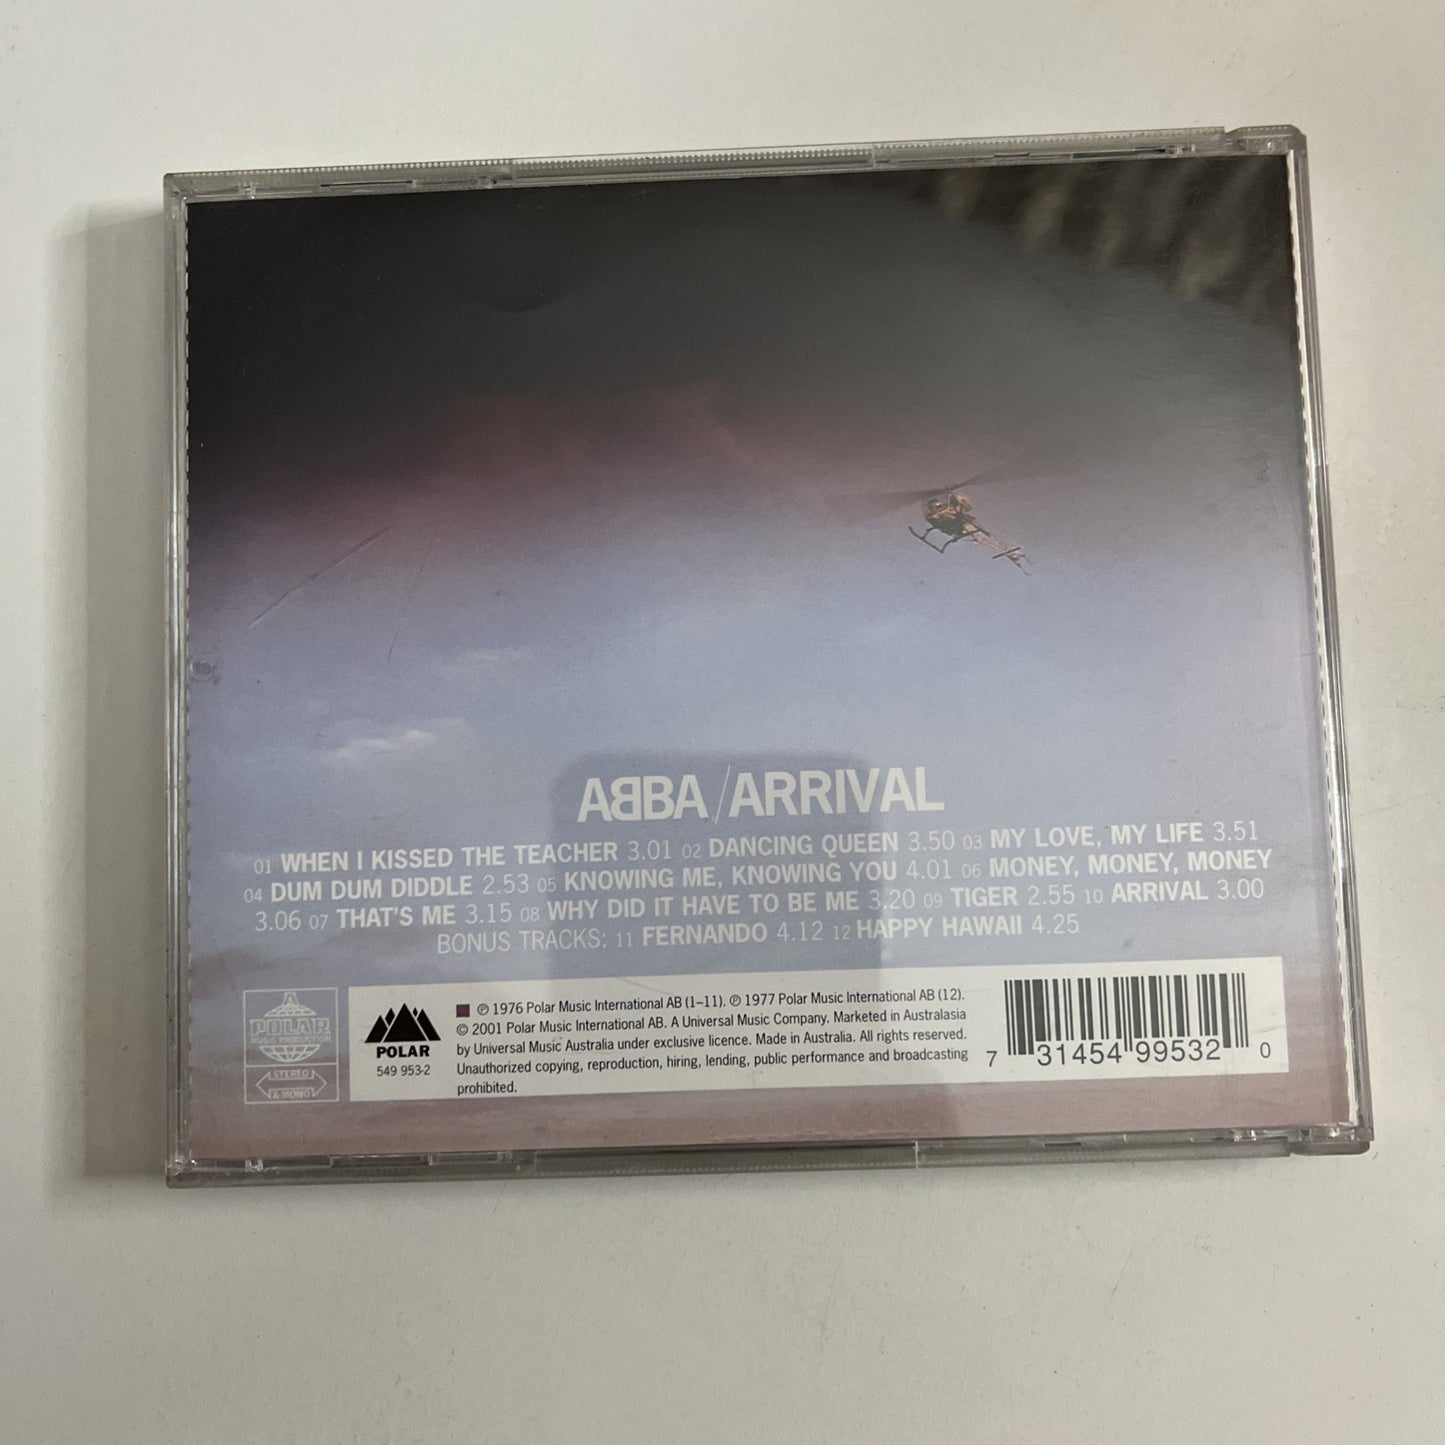 ABBA/ARRIVAL
01 WHEN I KISSED THE TEACHER 3.01 02 DANCING QUEEN 3.50 03 MY LOVE, MY LIFE 3.51
04 DUM DUM DIDDLE 2.53 05 KNOWING ME, KNOWING YOU 4.01 06 MONEY, MONEY, MONEY
3.06 07 THAT'S ME 3.15 08 WHY DID IT HAVE TO BE ME 3.20 09 TIGER 2.55 10 ARRIVAL 3.00
BONUS TRACKS: 11 FERNANDO 4.12 12 HAPPY HAWAII 4.25
A
POLAR
MUSIC PRODUCTION
STEREO
& MONO
POLAR
549 953-2
℗ 1976 Polar Music International AB (1–11). ℗ 1977 Polar Music International AB (12).
© 2001 Polar Music International AB. A Universal Music Company. Marketed in Australasia
by Universal Music Australia under exclusive licence. Made in Australia. All rights reserved.
Unauthorized copying, reproduction, hiring, lending, public performance and broadcasting
prohibited.
7 31454 99532 0